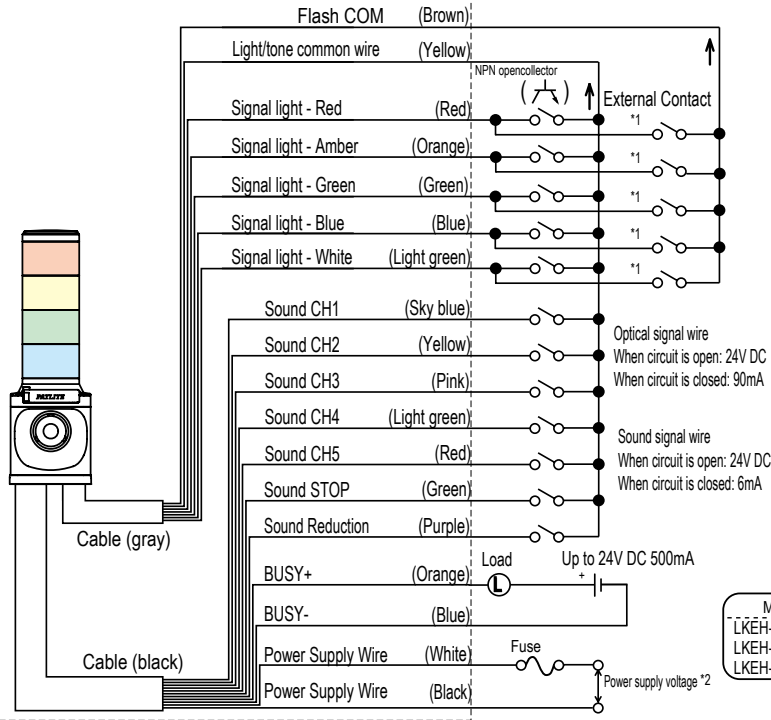 Flash COM (Brown)
Light/tone common wire (Yellow)
NPN opencollector
External Contact
Signal light - Red (Red) *1
Signal light - Amber (Orange) *1
Signal light - Green (Green) *1
Signal light - Blue (Blue) *1
Signal light - White (Light green) *1
Sound CH1 (Sky blue)
Sound CH2 (Yellow)
Sound CH3 (Pink)
Sound CH4 (Light green)
Sound CH5 (Red)
Sound STOP (Green)
Sound Reduction (Purple)
Optical signal wire
When circuit is open: 24V DC
When circuit is closed: 90mA
Sound signal wire
When circuit is open: 24V DC
When circuit is closed: 6mA
PATLITE
Cable (gray)
BUSY+ (Orange)
Load
L
Up to 24V DC 500mA
+
BUSY- (Blue)
Cable (black)
Power Supply Wire (White)
Fuse
Power supply voltage *2
Power Supply Wire (Black)
M
LKEH-
LKEH-
LKEH-